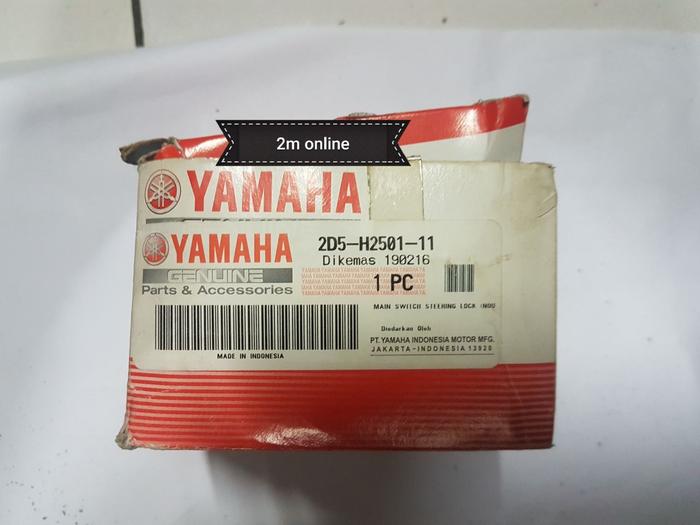 2m online
YAMAHA
YAMAHA
GENUINE
Parts & Accessories
2D5-H2501-11
Dikemas 190216
1 PC
MAIN SWITCH STEERING LOCK
Diedarkan Oleh
PT. YAMAHA INDONESIA MOTOR MFG.
JAKARTA-INDONESIA 13920
MADE IN INDONESIA